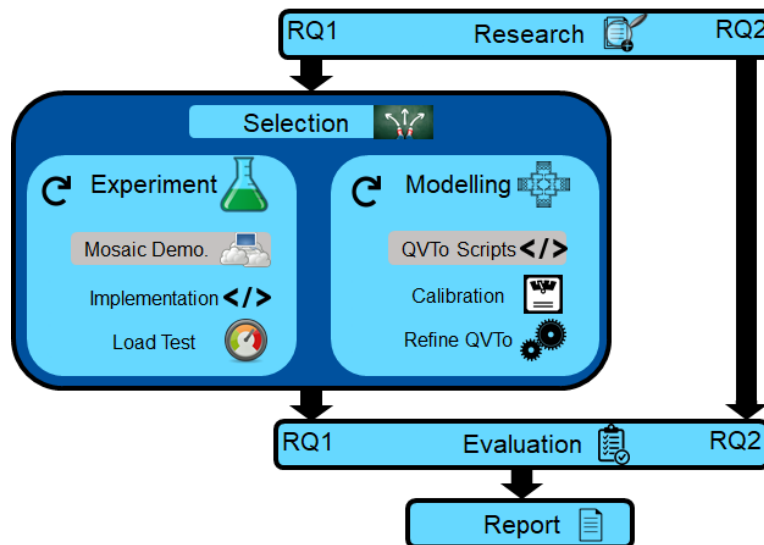 RQ1 Research RQ2
Selection
Experiment
Mosaic Demo.
Implementation </>
Load Test
Modelling
QVTo Scripts </>
Calibration
Refine QVTo
RQ1 Evaluation RQ2
Report